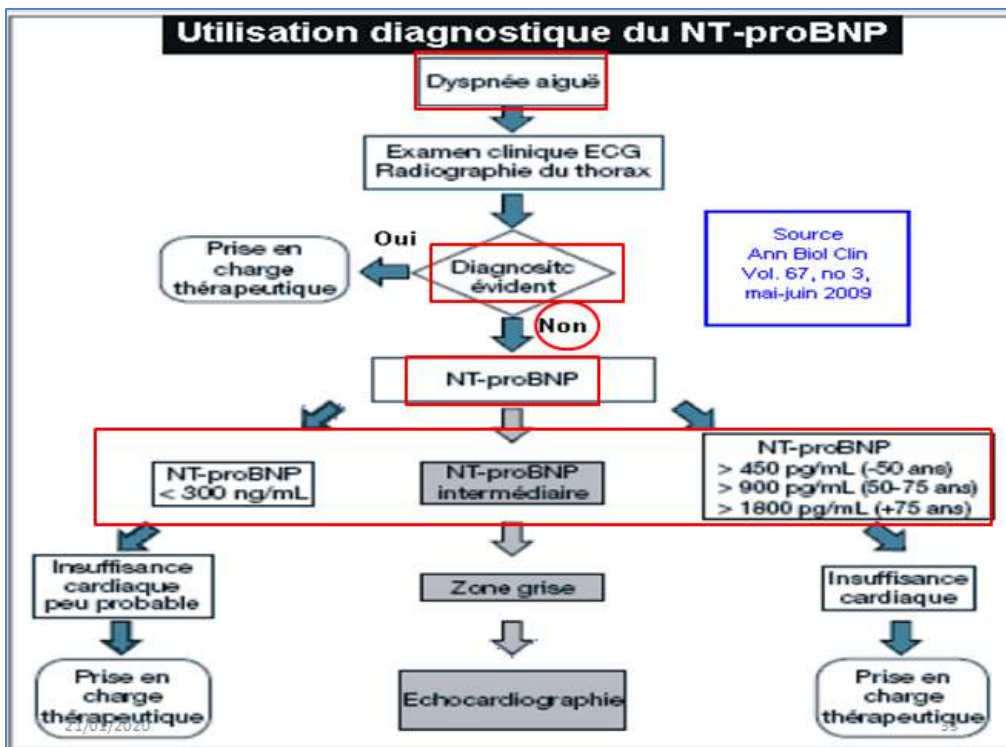 Utilisation diagnostique du NT-proBNP
Dyspnée aiguë
Examen clinique ECG
Radiographie du thorax
Oui
Prise en
charge
thérapeutique
Diagnositc
évident
Source
Ann Biol Clin
Vol. 67, no 3,
mai-juin 2009
Non
NT-proBNP
NT-proBNP
< 300 ng/mL
NT-proBNP
intermédiaire
NT-proBNP
> 450 pg/mL (-50 ans)
> 900 pg/mL (50-75 ans)
> 1800 pg/mL (+75 ans)
Insuffisance
cardiaque
peu probable
Zone grise
Insuffisance
cardiaque
Prise en
charge
thérapeutique
Echocardiographie
Prise en
charge
thérapeutique
21/01/2020